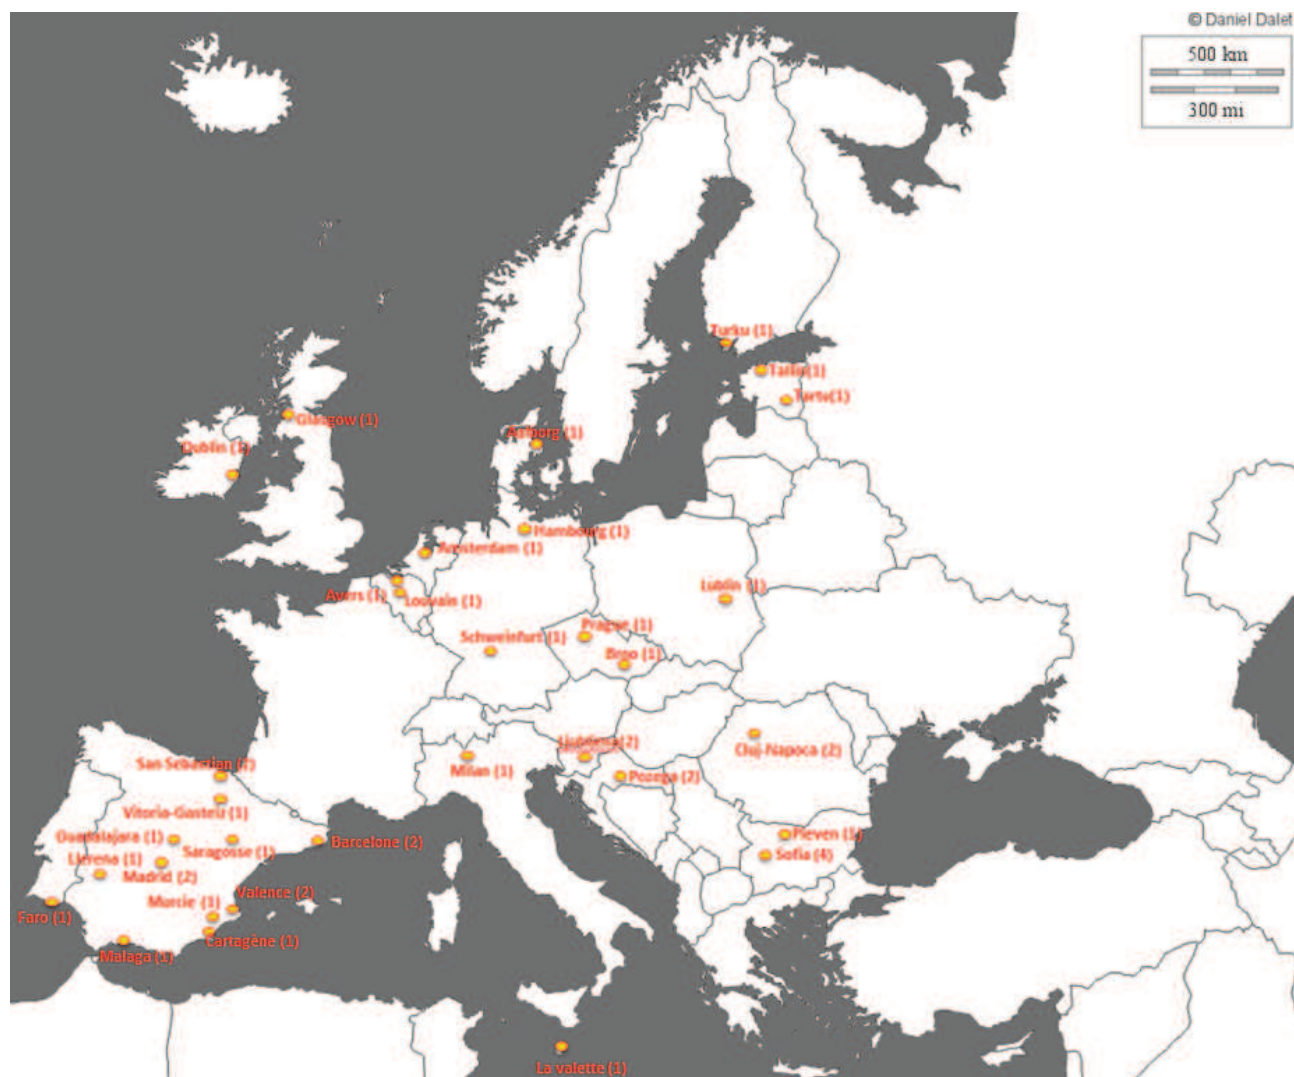 © Daniel Dalet
500 km
300 mi
Turku (1)
Tallin(1)
Tartu(1)
Glasgow (1)
Aalborg (1)
Dublin (1)
Hambourg (1)
Amsterdam (1)
Lublin (1)
Anvers (1)
Louvain (1)
Prague (1)
Schweinfurt (1)
Brno (1)
Ljubljana(2)
Cluj-Napoca (2)
San Sebastian
Milan (1)
Pozega (2)
Vitoria-Gasteiz (1)
Guadalajara (1)
Saragosse (1)
Barcelone (2)
Pleven (1)
Sofia (4)
Llerena (1)
Madrid (2)
Valence (2)
Murcie (1)
Faro (1)
Cartagène (1)
Malaga (1)
La valette (1)